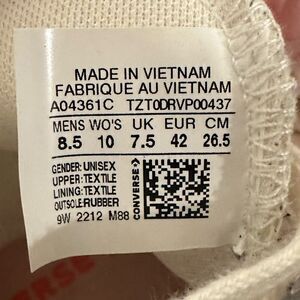 MADE IN VIETNAM
FABRIQUE AU VIETNAM
A04361C TZT0DRVP00437
MENS WO'S UK EUR CM
8.5 10 7.5 42 26.5
GENDER: UNISEX
UPPER: TEXTILE
LINING: TEXTILE
OUTSOLE:RUBBER
9W 2212 M88
CONVERSE